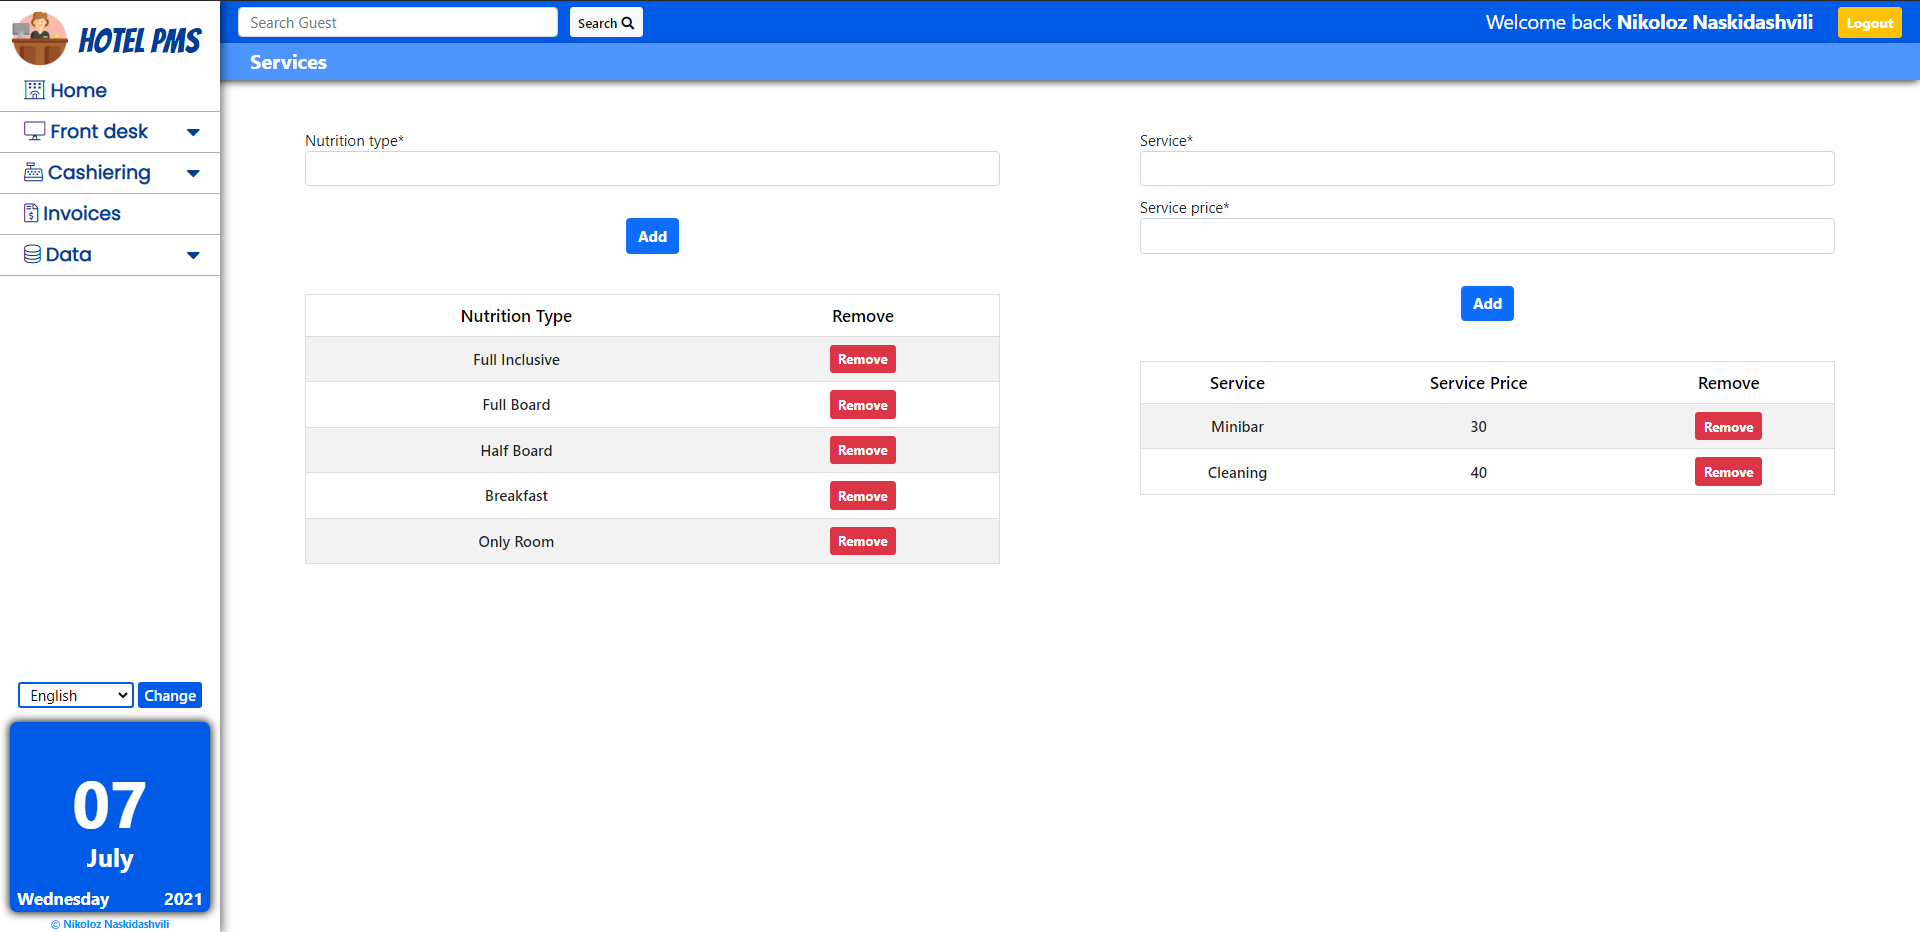 HOTEL PMS
Home
Front desk
Cashiering
Invoices
Data
English
Change
07
July
Wednesday 2021
© Nikoloz Naskidashvili
Search Guest
Search
Welcome back Nikoloz Naskidashvili
Logout
Services
Nutrition type*
Add
Nutrition Type Remove
Full Inclusive Remove
Full Board Remove
Half Board Remove
Breakfast Remove
Only Room Remove
Service*
Service price*
Add
Service Service Price Remove
Minibar 30 Remove
Cleaning 40 Remove